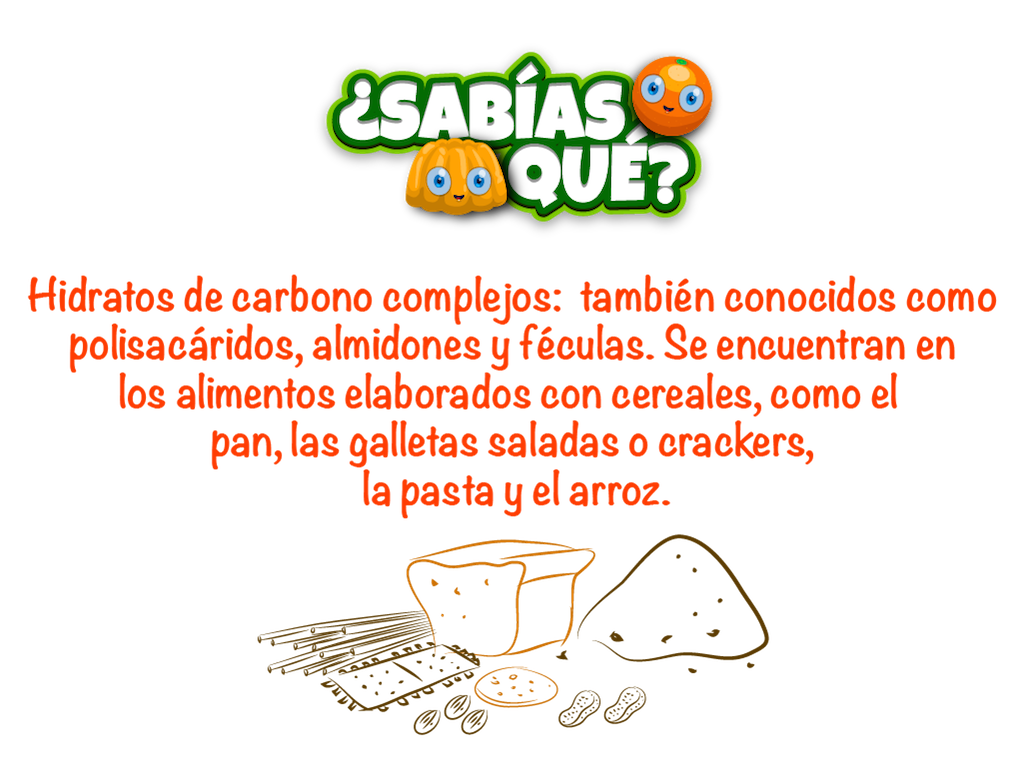 ¿SABÍAS
QUÉ?
Hidratos de carbono complejos:  también conocidos como
polisacáridos, almidones y féculas. Se encuentran en
los alimentos elaborados con cereales, como el
pan, las galletas saladas o crackers,
la pasta y el arroz.